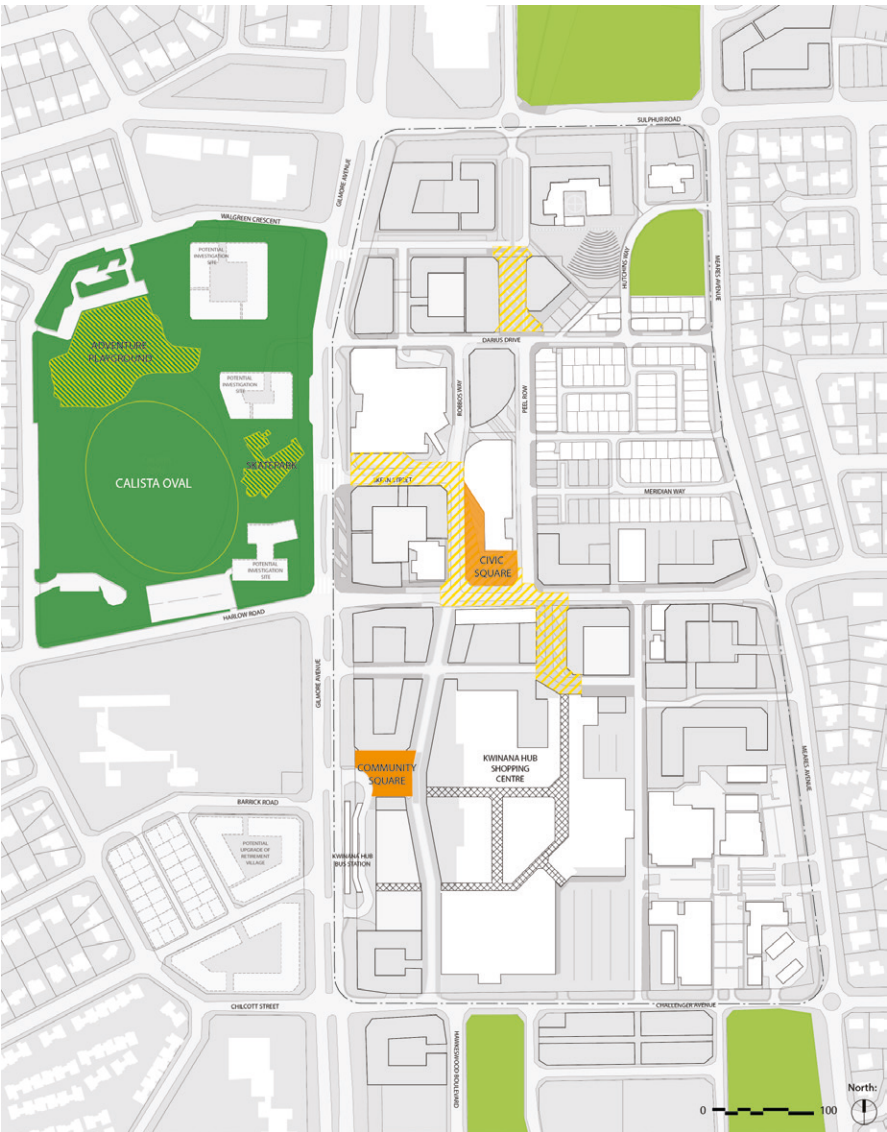 SULPHUR ROAD
GILMORE AVENUE
WALGREEN CRESCENT
POTENTIAL
INVESTIGATION
SITE
HUTCHINS WAY
MEARES AVENUE
ADVENTURE
PLAYGROUND
DARIUS DRIVE
POTENTIAL
INVESTIGATION
SITE
ROBBOS WAY
PEEL ROW
SKATEPARK
CALISTA OVAL
STREET
MERIDIAN WAY
CIVIC
SQUARE
POTENTIAL
INVESTIGATION
SITE
HARLOW ROAD
GILMORE AVENUE
KWINANA HUB
SHOPPING
CENTRE
COMMUNITY
SQUARE
MEARES AVENUE
BARRICK ROAD
POTENTIAL
UPGRADE OF
RETIREMENT
VILLAGE
KWINANA HUB
BUS STATION
CHILCOTT STREET
CHALLENGER AVENUE
HAWKESWOOD BOULEVARD
North:
0 100